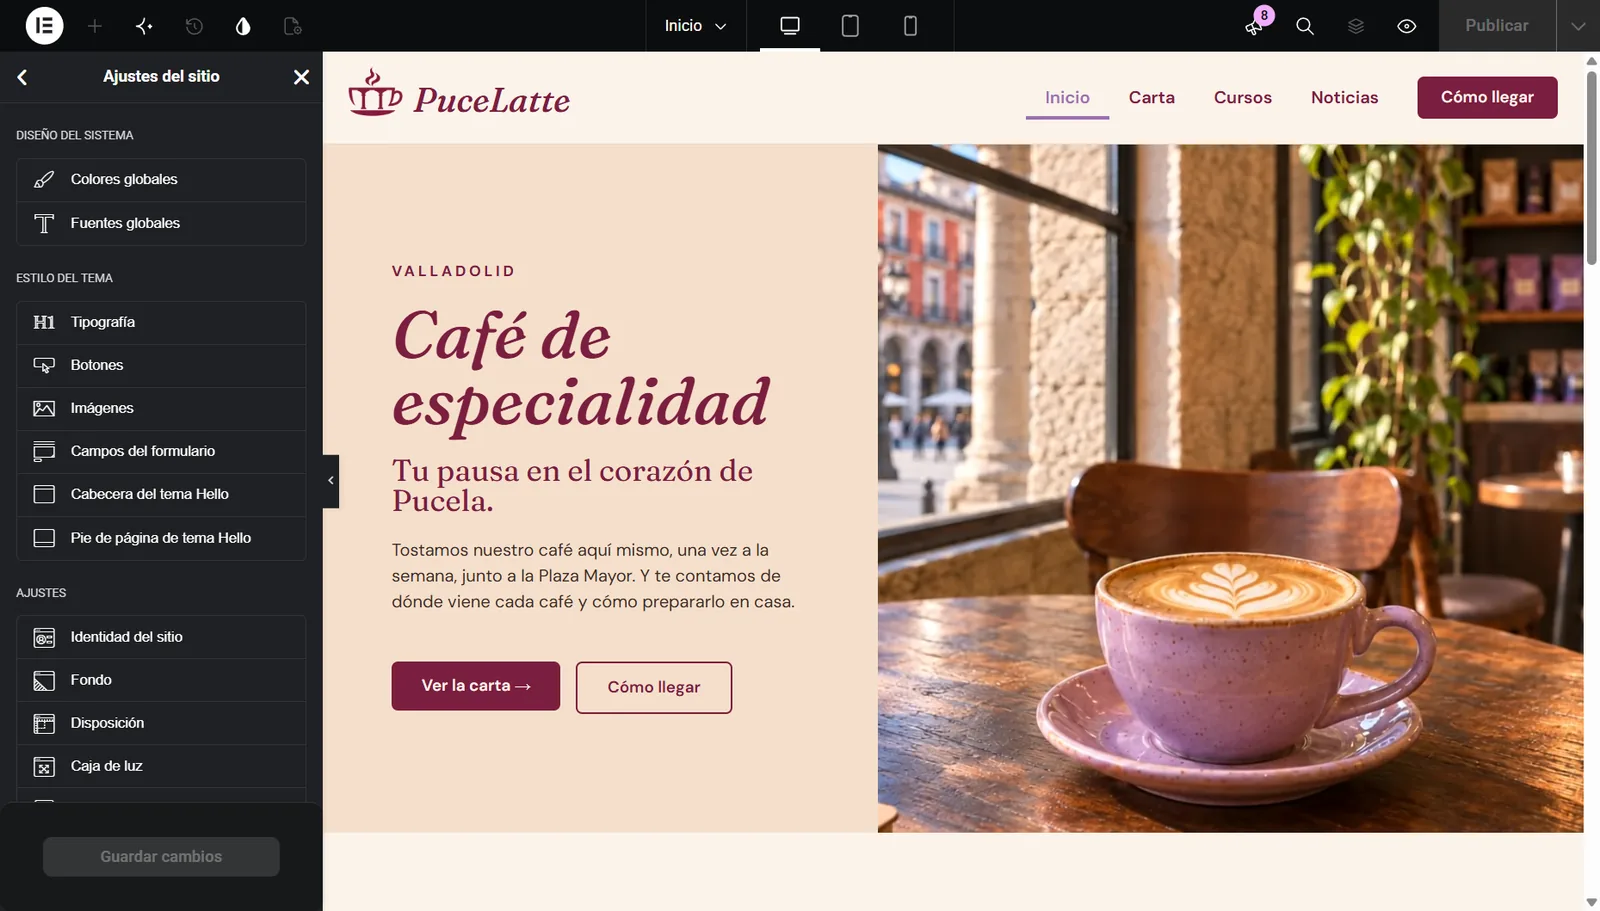 Inicio
8
Publicar
Ajustes del sitio
DISEÑO DEL SISTEMA
Colores globales
Fuentes globales
ESTILO DEL TEMA
H1 Tipografía
Botones
Imágenes
Campos del formulario
Cabecera del tema Hello
Pie de página de tema Hello
AJUSTES
Identidad del sitio
Fondo
Disposición
Caja de luz
Guardar cambios
PuceLatte
Inicio
Carta
Cursos
Noticias
Cómo llegar
VALLADOLID
Café de
especialidad
Tu pausa en el corazón de
Pucela.
Tostamos nuestro café aquí mismo, una vez a la
semana, junto a la Plaza Mayor. Y te contamos de
dónde viene cada café y cómo prepararlo en casa.
Ver la carta →
Cómo llegar